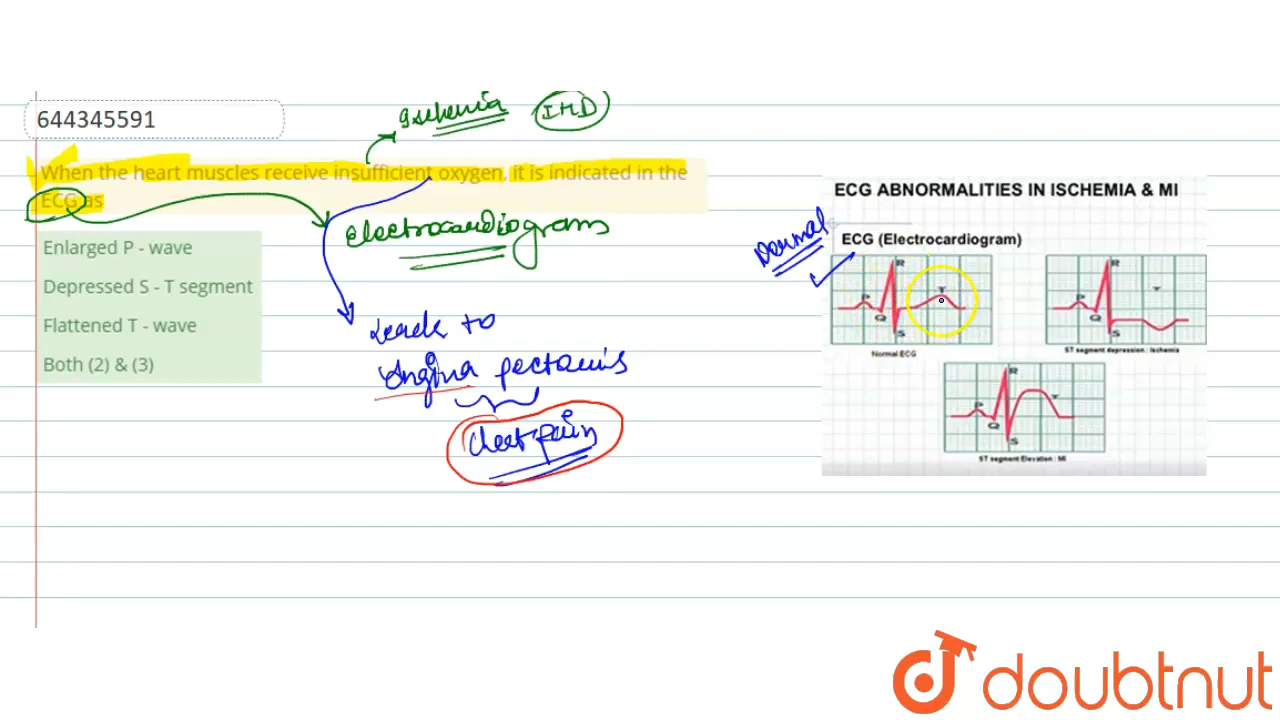 644345591
Ischemia IHD
When the heart muscles receive insufficient oxygen, it is indicated in the
ECG as
Electrocardiogram
Enlarged P - wave
Depressed S - T segment
Flattened T - wave
Both (2) & (3)
Leads to
Angina pectoris
Chest pain
ECG ABNORMALITIES IN ISCHEMIA & MI
Normal
ECG (Electrocardiogram)
R
P
T
Q
S
Normal ECG
R
P
T
Q
S
ST segment depression : Ischemia
R
P
T
Q
S
ST segment Elevation : MI
doubtnut